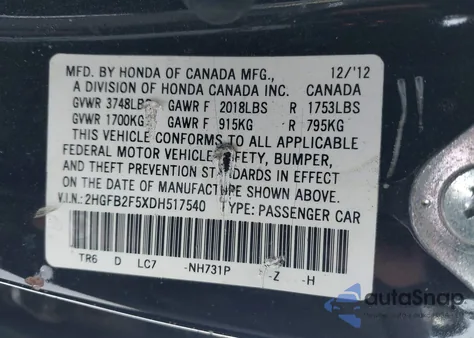 MFD. BY HONDA OF CANADA MFG., 12/'12
A DIVISION OF HONDA CANADA INC. CANADA
GVWR 3748LBS GAWR F 2018LBS R 1753LBS
GVWR 1700KG GAWR F 915KG R 795KG
THIS VEHICLE CONFORMS TO ALL APPLICABLE
FEDERAL MOTOR VEHICLE SAFETY, BUMPER,
AND THEFT PREVENTION STANDARDS IN EFFECT
ON THE DATE OF MANUFACTURE SHOWN ABOVE.
V.I.N.: 2HGFB2F5XDH517540 TYPE: PASSENGER CAR
TR6 D LC7 -NH731P -Z -H
autoSnap